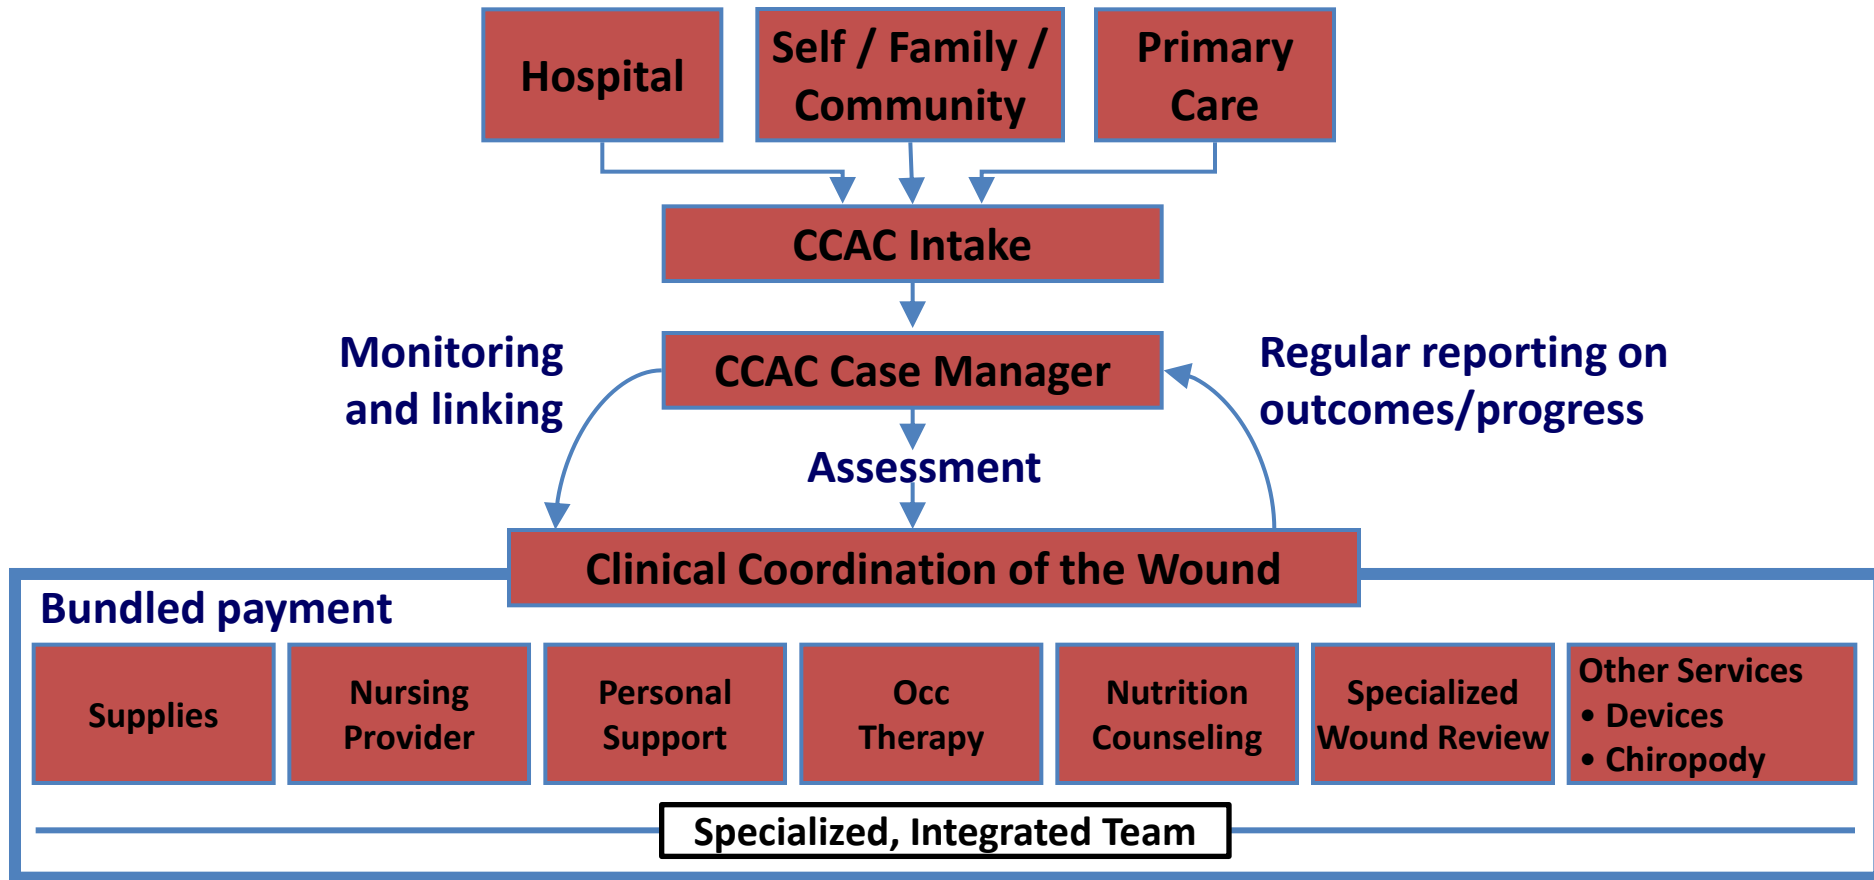 Hospital
Self / Family /
Community
Primary
Care
CCAC Intake
Monitoring
and linking
CCAC Case Manager
Regular reporting on
outcomes/progress
Assessment
Clinical Coordination of the Wound
Bundled payment
Supplies
Nursing
Provider
Personal
Support
Occ
Therapy
Nutrition
Counseling
Specialized
Wound Review
Other Services
• Devices
• Chiropody
Specialized, Integrated Team